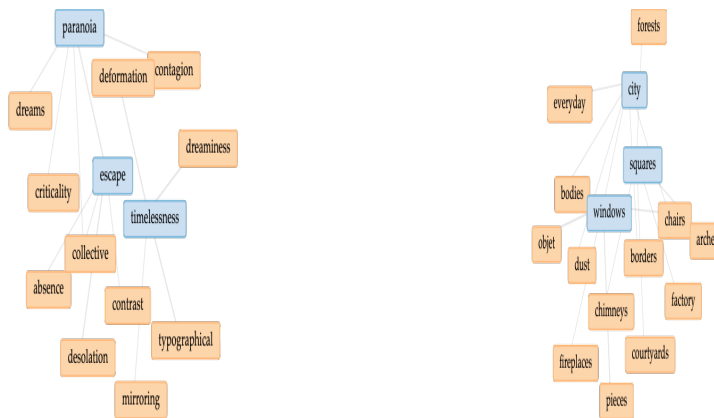 paranoia
deformation
contagion
dreams
dreaminess
escape
criticality
timelessness
collective
absence
contrast
typographical
desolation
mirroring
forests
city
everyday
squares
bodies
windows
chairs
arche
objet
dust
borders
chimneys
factory
fireplaces
courtyards
pieces